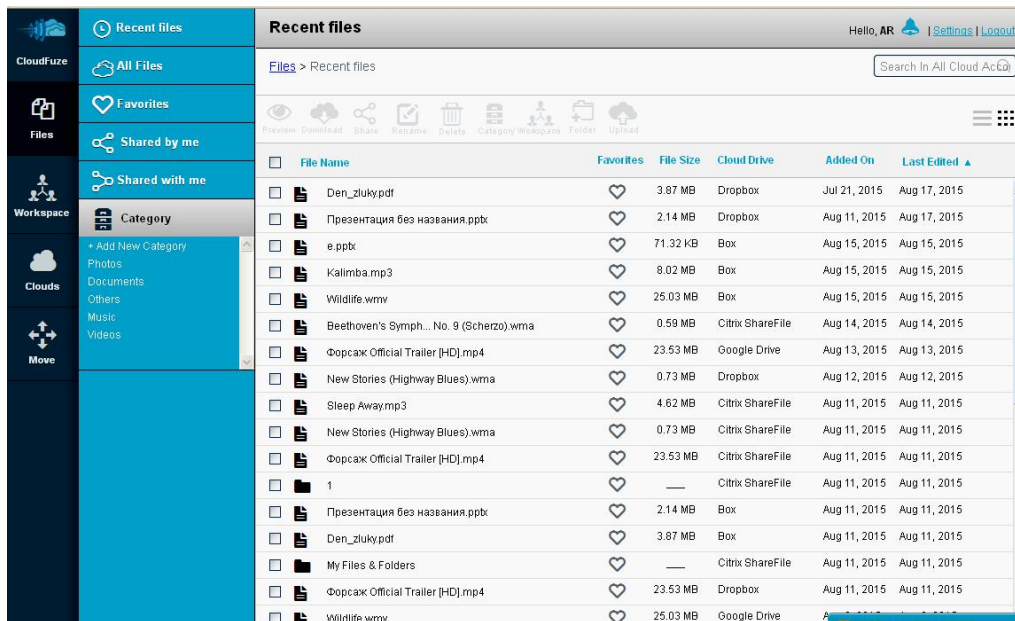 CloudFuze
Files
Workspace
Clouds
Move
Recent files
All Files
Favorites
Shared by me
Shared with me
Category
+ Add New Category
Photos
Documents
Others
Music
Videos
Recent files
Hello, AR | Settings | Logout
Files > Recent files
Search In All Cloud Acco
Preview Download Share Rename Delete Category Workspace Folder Upload
File Name Favorites File Size Cloud Drive Added On Last Edited ▲
Den_zluky.pdf 3.87 MB Dropbox Jul 21, 2015 Aug 17, 2015
Презентация без названия.pptx 2.14 MB Dropbox Aug 11, 2015 Aug 17, 2015
e.pptx 71.32 KB Box Aug 15, 2015 Aug 15, 2015
Kalimba.mp3 8.02 MB Box Aug 15, 2015 Aug 15, 2015
Wildlife.wmv 25.03 MB Box Aug 15, 2015 Aug 15, 2015
Beethoven's Symph... No. 9 (Scherzo).wma 0.59 MB Citrix ShareFile Aug 14, 2015 Aug 14, 2015
Форсаж Official Trailer [HD].mp4 23.53 MB Google Drive Aug 13, 2015 Aug 13, 2015
New Stories (Highway Blues).wma 0.73 MB Dropbox Aug 12, 2015 Aug 12, 2015
Sleep Away.mp3 4.62 MB Citrix ShareFile Aug 11, 2015 Aug 11, 2015
New Stories (Highway Blues).wma 0.73 MB Citrix ShareFile Aug 11, 2015 Aug 11, 2015
Форсаж Official Trailer [HD].mp4 23.53 MB Citrix ShareFile Aug 11, 2015 Aug 11, 2015
1 ___ Citrix ShareFile Aug 11, 2015 Aug 11, 2015
Презентация без названия.pptx 2.14 MB Box Aug 11, 2015 Aug 11, 2015
Den_zluky.pdf 3.87 MB Box Aug 11, 2015 Aug 11, 2015
My Files & Folders ___ Citrix ShareFile Aug 11, 2015 Aug 11, 2015
Форсаж Official Trailer [HD].mp4 23.53 MB Dropbox Aug 11, 2015 Aug 11, 2015
Wildlife.wmv 25.03 MB Google Drive